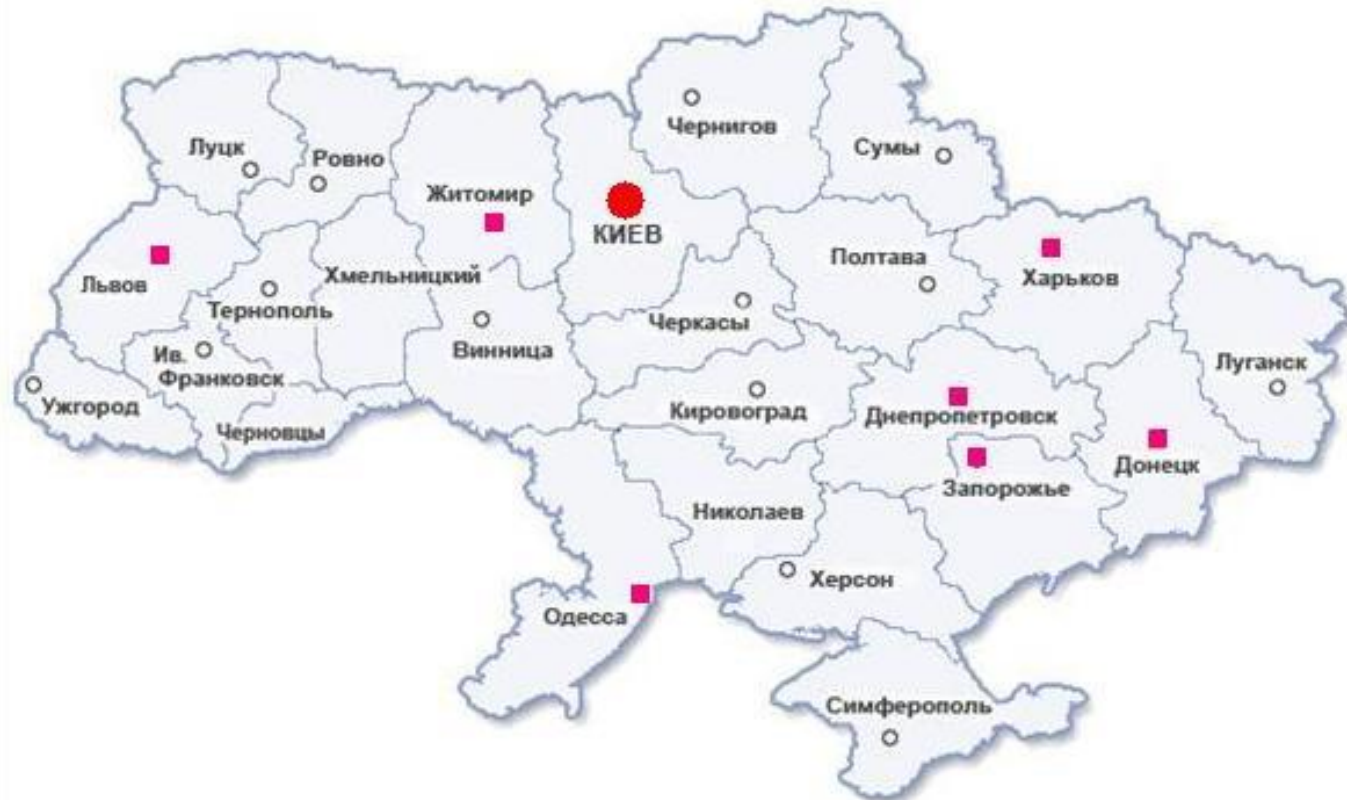 Чернигов
Сумы
Луцк
Ровно
Житомир
КИЕВ
Полтава
Харьков
Хмельницкий
Львов
Тернополь
Черкасы
Винница
Ив.
Франковск
Луганск
Ужгород
Кировоград
Днепропетровск
Черновцы
Донецк
Запорожье
Николаев
Херсон
Одесса
Симферополь